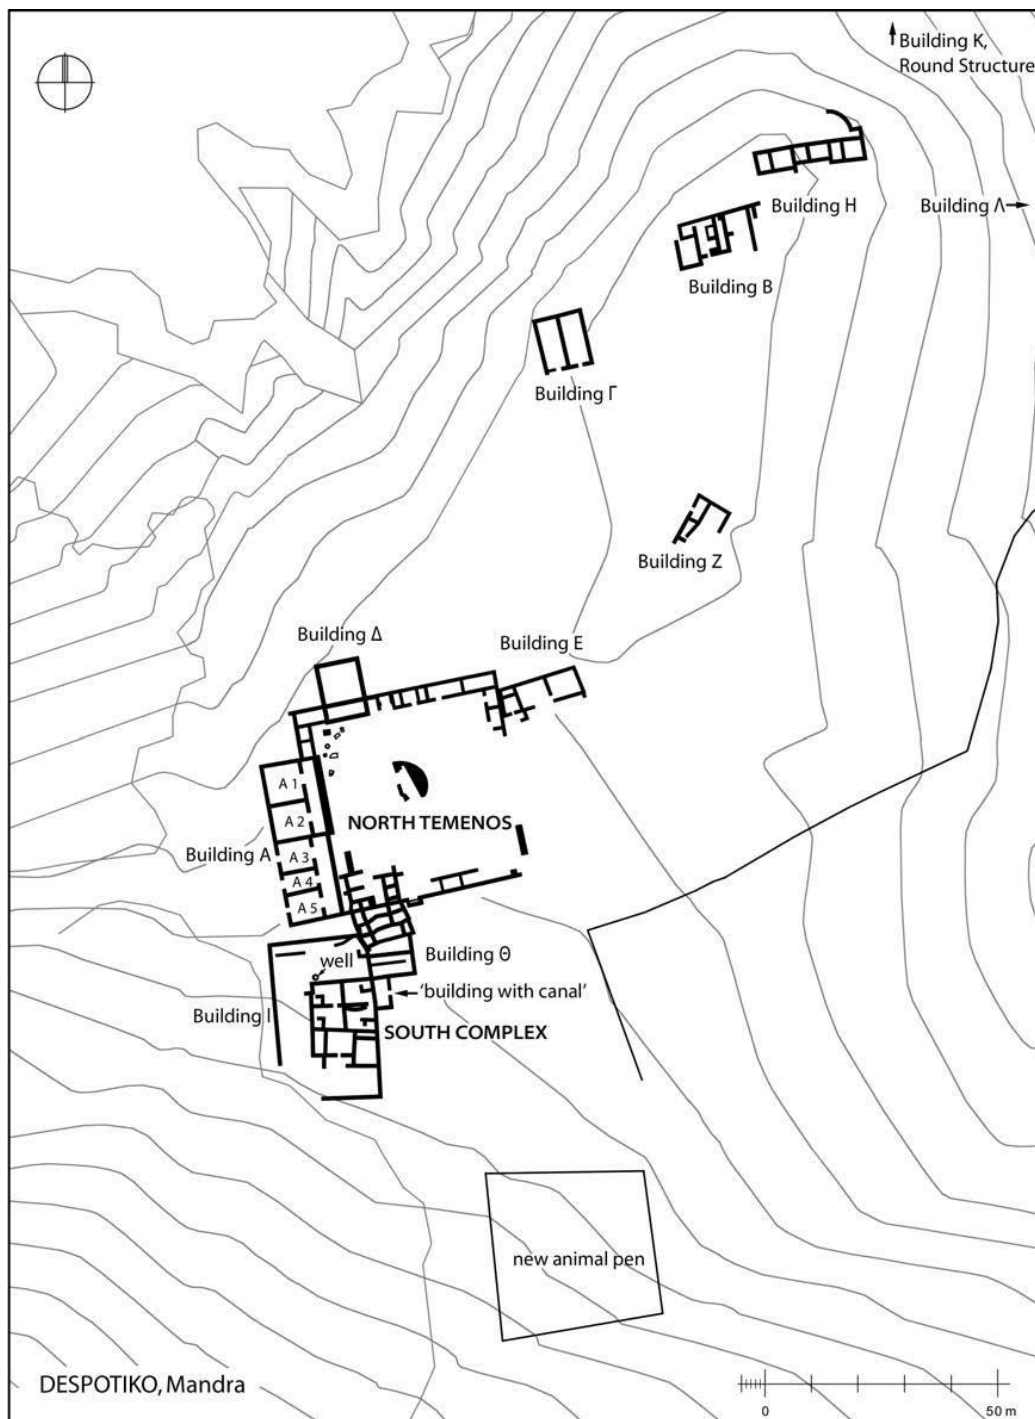 Building K,
Round Structure
Building H
Building Λ
Building B
Building Γ
Building Z
Building Δ
Building E
A 1
A 2
NORTH TEMENOS
Building A
A 3
A 4
A 5
Building Θ
well
'building with canal'
Building I
SOUTH COMPLEX
new animal pen
DESPOTIKO, Mandra
0
50 m